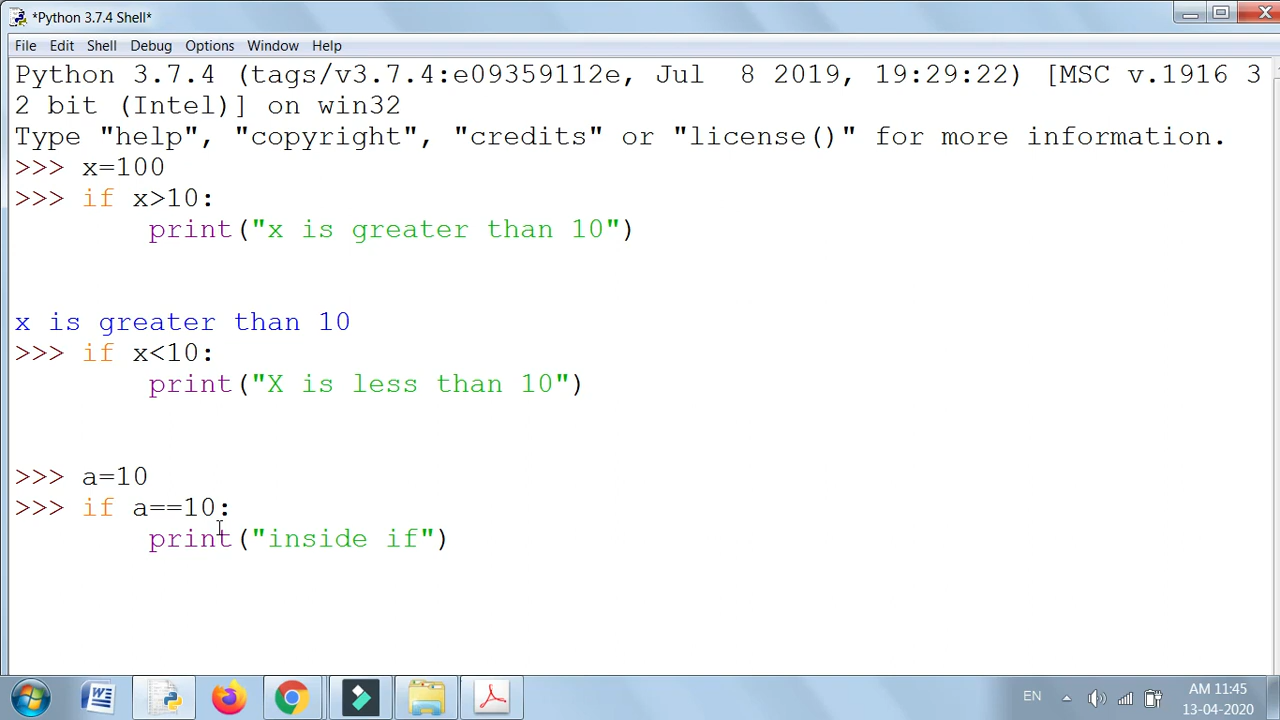 *Python 3.7.4 Shell*
File Edit Shell Debug Options Window Help
Python 3.7.4 (tags/v3.7.4:e09359112e, Jul  8 2019, 19:29:22) [MSC v.1916 3
2 bit (Intel)] on win32
Type "help", "copyright", "credits" or "license()" for more information.
>>> x=100
>>> if x>10:
        print("x is greater than 10")
x is greater than 10
>>> if x<10:
        print("X is less than 10")
>>> a=10
>>> if a==10:
        print("inside if")
EN
AM 11:45
13-04-2020